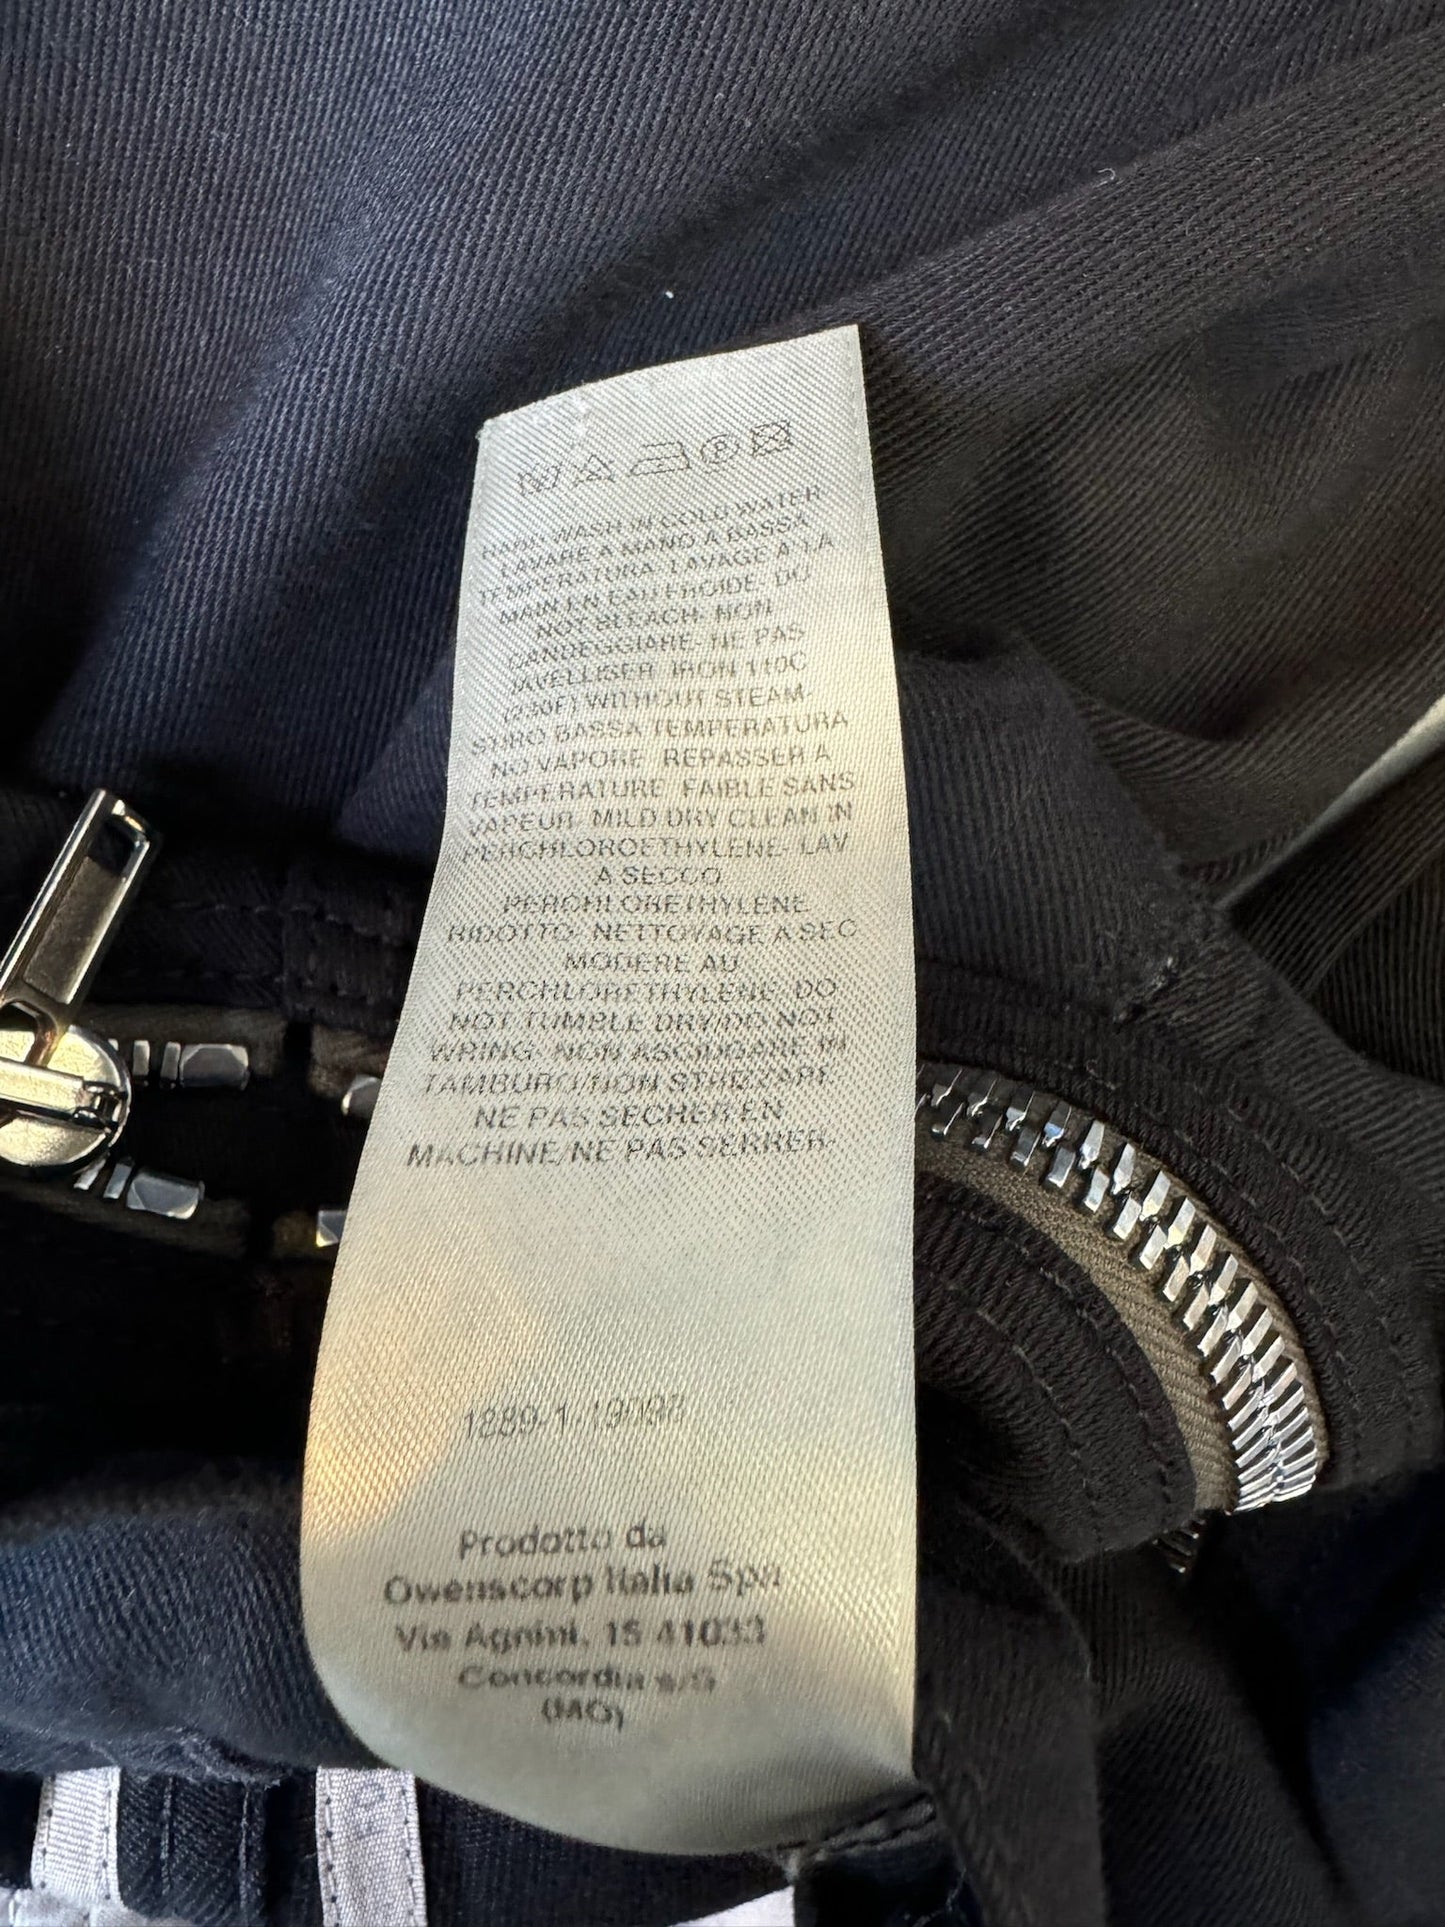 HAND WASH IN COLD WATER
LAVARE A MANO A BASSA
TEMPERATURA- LAVAGE A LA
MAIN EN EAU FROIDE- DO
NOT BLEACH- NON
CANDEGGIARE- NE PAS
JAVELLISER- IRON 110C
(230F) WITHOUT STEAM-
STIRO BASSA TEMPERATURA
NO VAPORE- REPASSER A
TEMPERATURE FAIBLE SANS
VAPEUR- MILD DRY CLEAN IN
PERCHLOROETHYLENE- LAV
A SECCO
PERCHLORETHYLENE
RIDOTTO- NETTOYAGE A SEC
MODERE AU
PERCHLORETHYLENE- DO
NOT TUMBLE DRY/DO NOT
WRING- NON ASCIUGARE IN
TAMBURO/NON STRIZZARE
NE PAS SECHER EN
MACHINE/NE PAS SERRER-
Prodotto da
Owenscorp Italia Spa
Via Agnini, 15 41033
Concordia s/S
(MO)